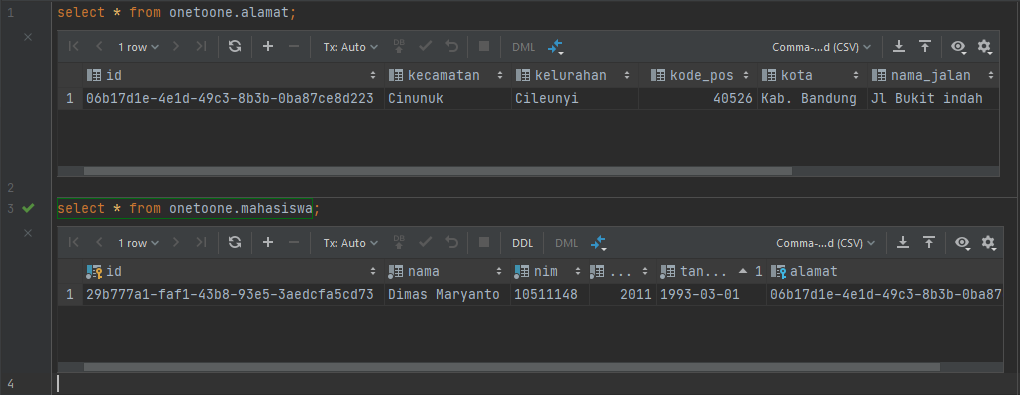 1 select * from onetoone.alamat;
1 row Tx: Auto DB DML Comma-...d (CSV)
id kecamatan kelurahan kode_pos kota nama_jalan
1 06b17d1e-4e1d-49c3-8b3b-0ba87ce8d223 Cinunuk Cileunyi 40526 Kab. Bandung Jl Bukit indah
2
3 select * from onetoone.mahasiswa;
1 row Tx: Auto DB DDL DML Comma-...d (CSV)
id nama nim ... tan... 1 alamat
1 29b777a1-faf1-43b8-93e5-3aedcfa5cd73 Dimas Maryanto 10511148 2011 1993-03-01 06b17d1e-4e1d-49c3-8b3b-0ba87
4